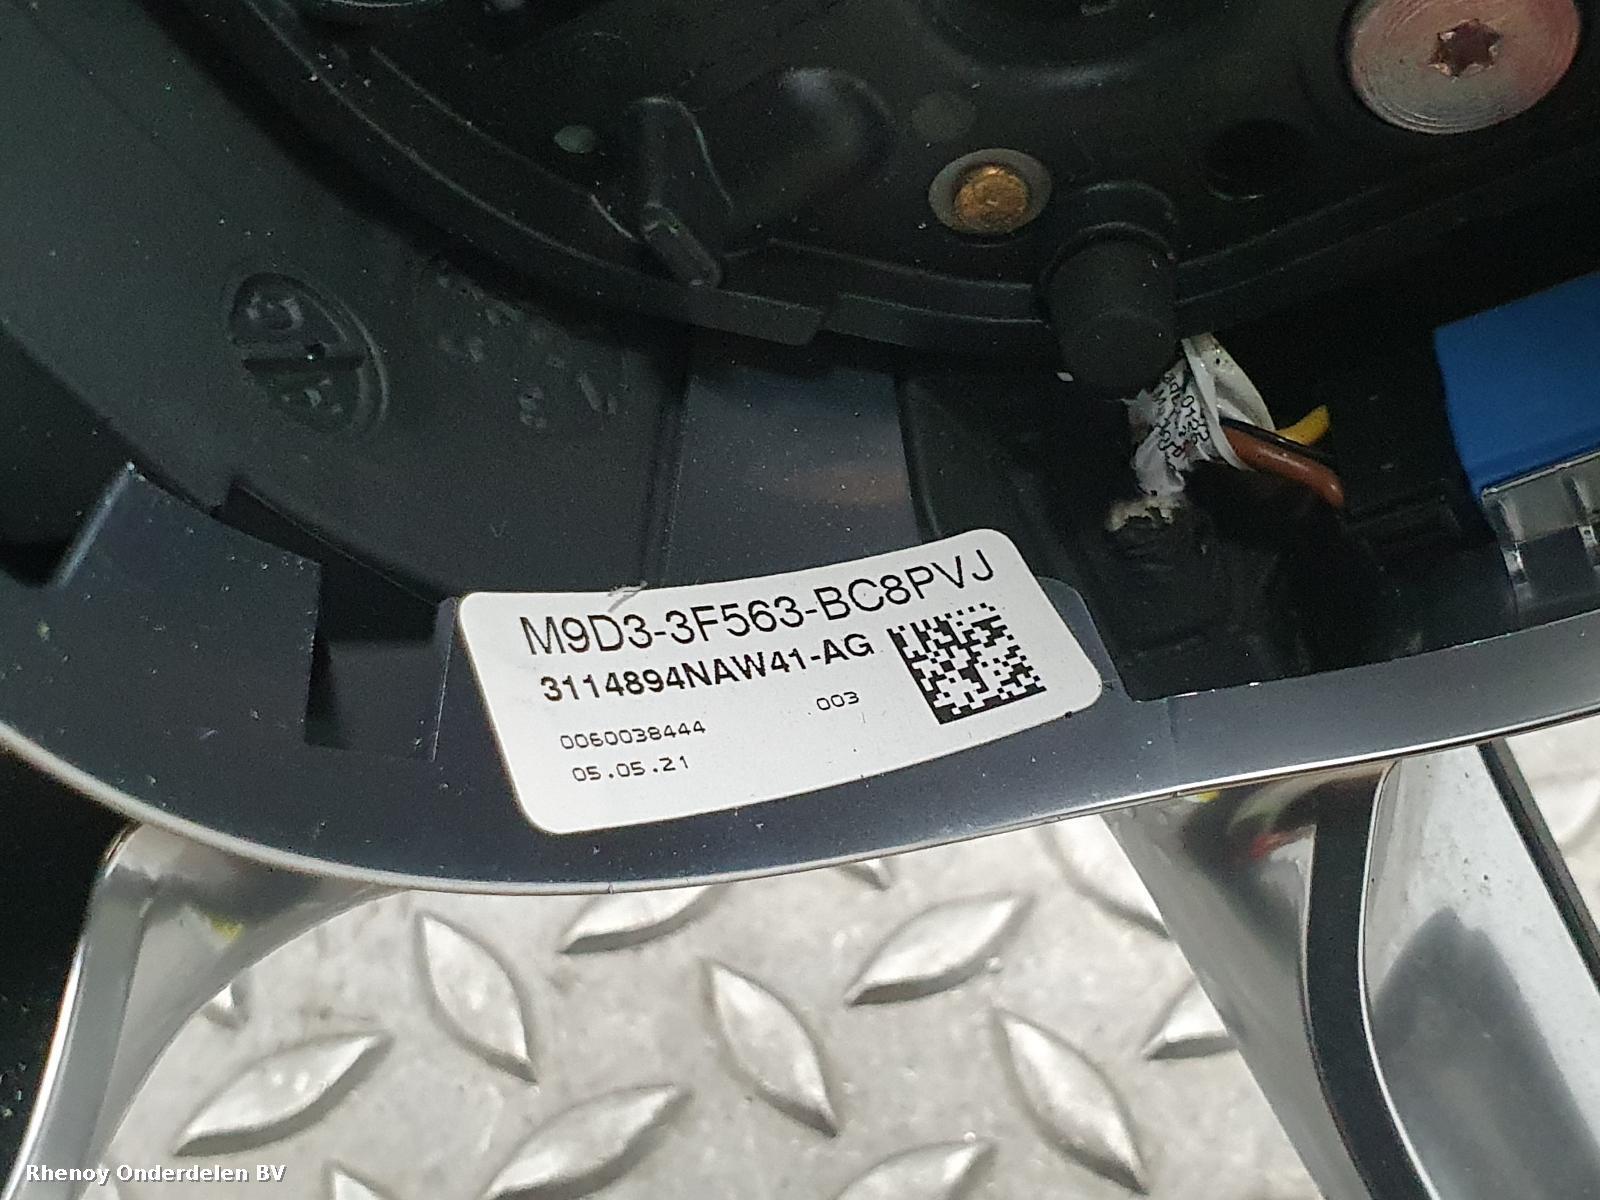 M9D3-3F563-BC8PVJ
3114894NAW41-AG
0060038444
003
05.05.21
Rhenoy Onderdelen BV